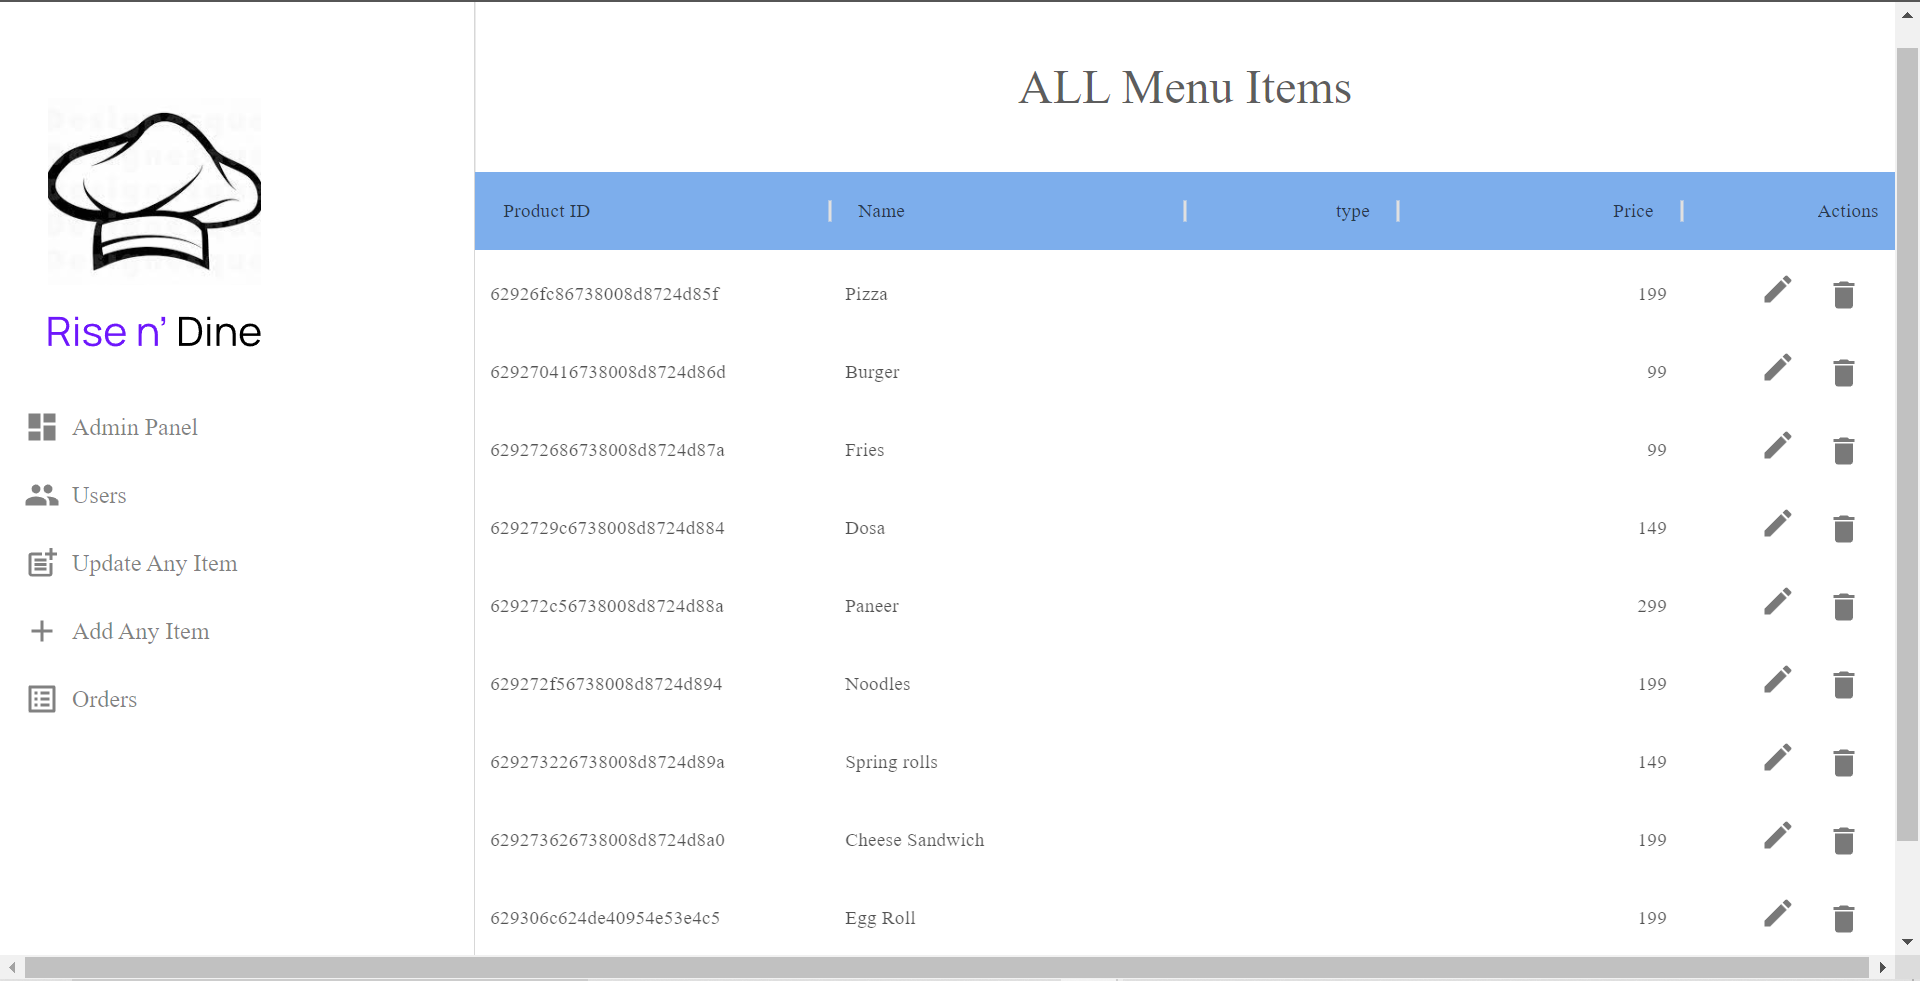 Rise n’ Dine
Admin Panel
Users
Update Any Item
Add Any Item
Orders
ALL Menu Items
Product ID Name type Price Actions
62926fc86738008d8724d85f Pizza 199
629270416738008d8724d86d Burger 99
629272686738008d8724d87a Fries 99
6292729c6738008d8724d884 Dosa 149
629272c56738008d8724d88a Paneer 299
629272f56738008d8724d894 Noodles 199
629273226738008d8724d89a Spring rolls 149
629273626738008d8724d8a0 Cheese Sandwich 199
629306c624de40954e53e4c5 Egg Roll 199